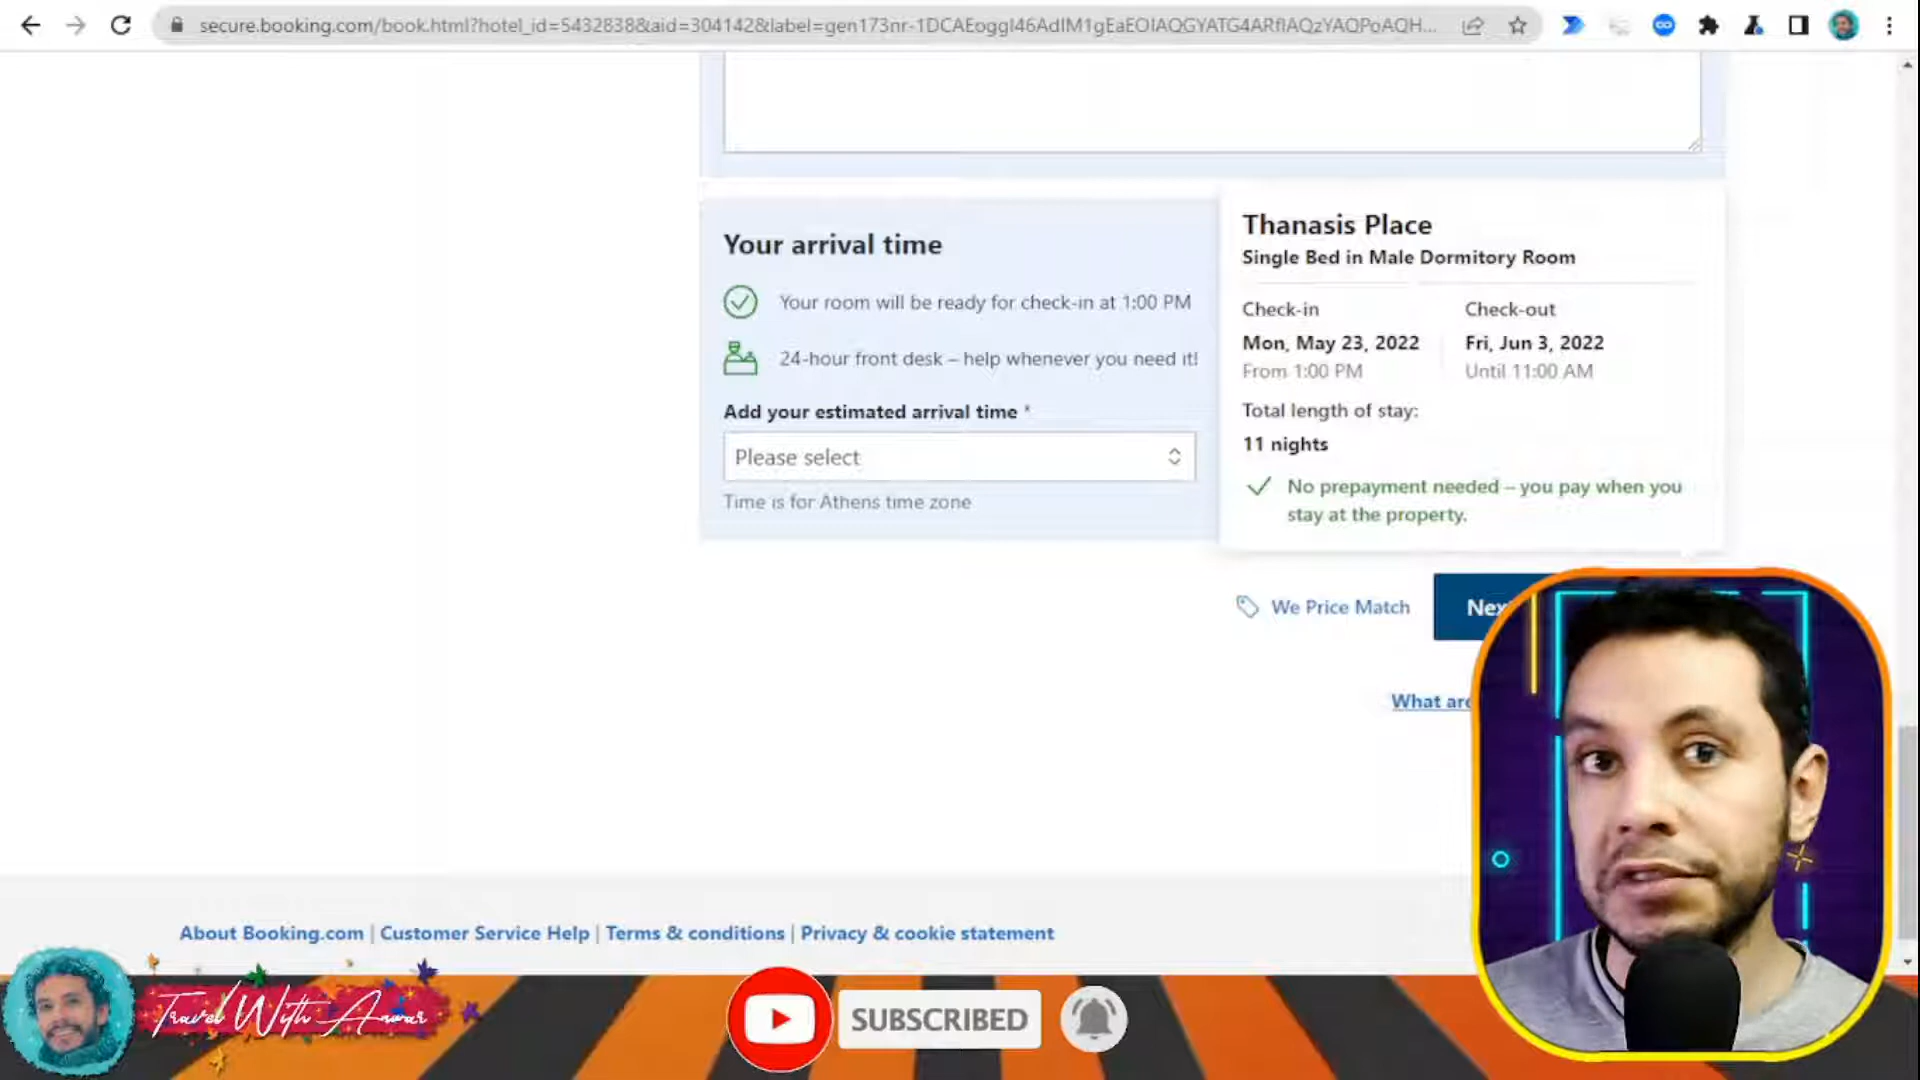 secure.booking.com/book.html?hotel_id=5432838&aid=304142&label=gen173nr-1DCAEoggI46AdIM1gEaEOIAQGYATG4ARfIAQzYAQPoAQH...
Your arrival time
Your room will be ready for check-in at 1:00 PM
24-hour front desk – help whenever you need it!
Add your estimated arrival time *
Please select
Time is for Athens time zone
Thanasis Place
Single Bed in Male Dormitory Room
Check-in
Check-out
Mon, May 23, 2022
Fri, Jun 3, 2022
From 1:00 PM
Until 11:00 AM
Total length of stay:
11 nights
No prepayment needed – you pay when you
stay at the property.
We Price Match
What are
About Booking.com | Customer Service Help | Terms & conditions | Privacy & cookie statement
Travel With Anwar
SUBSCRIBED